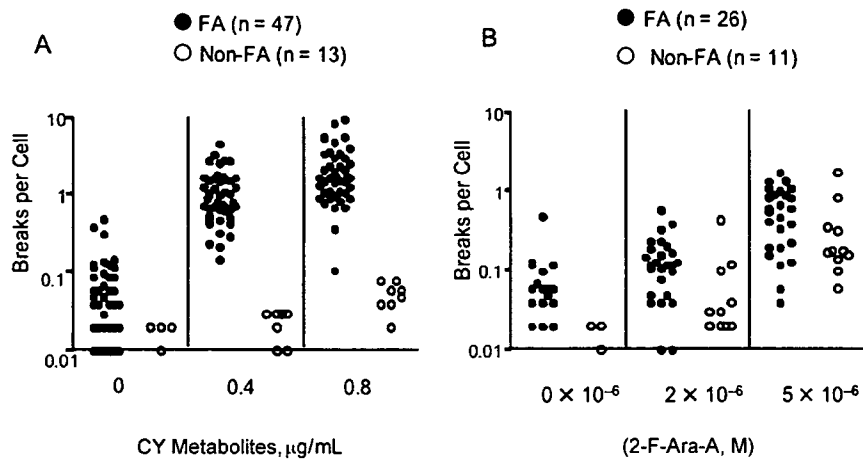 A
● FA (n = 47)
○ Non-FA (n = 13)
Breaks per Cell
10
1
0.1
0.01
0 0.4 0.8
CY Metabolites, μg/mL
B
● FA (n = 26)
○ Non-FA (n = 11)
Breaks per Cell
10
1
0.1
0.01
0 × 10⁻⁶ 2 × 10⁻⁶ 5 × 10⁻⁶
(2-F-Ara-A, M)